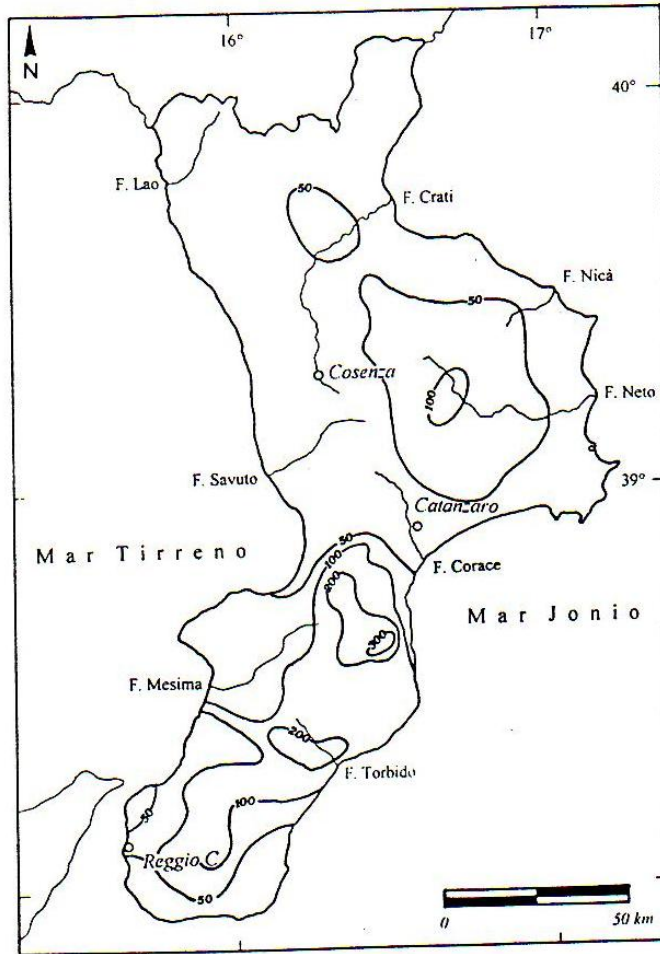 16°
17°
N
40°
F. Lao
50
F. Crati
F. Nicà
50
Cosenza
100
F. Neto
F. Savuto
39°
Catanzaro
Mar Tirreno
50
100
F. Corace
200
Mar Jonio
300
F. Mesima
200
F. Torbido
50
100
Reggio C.
50
0
50 km